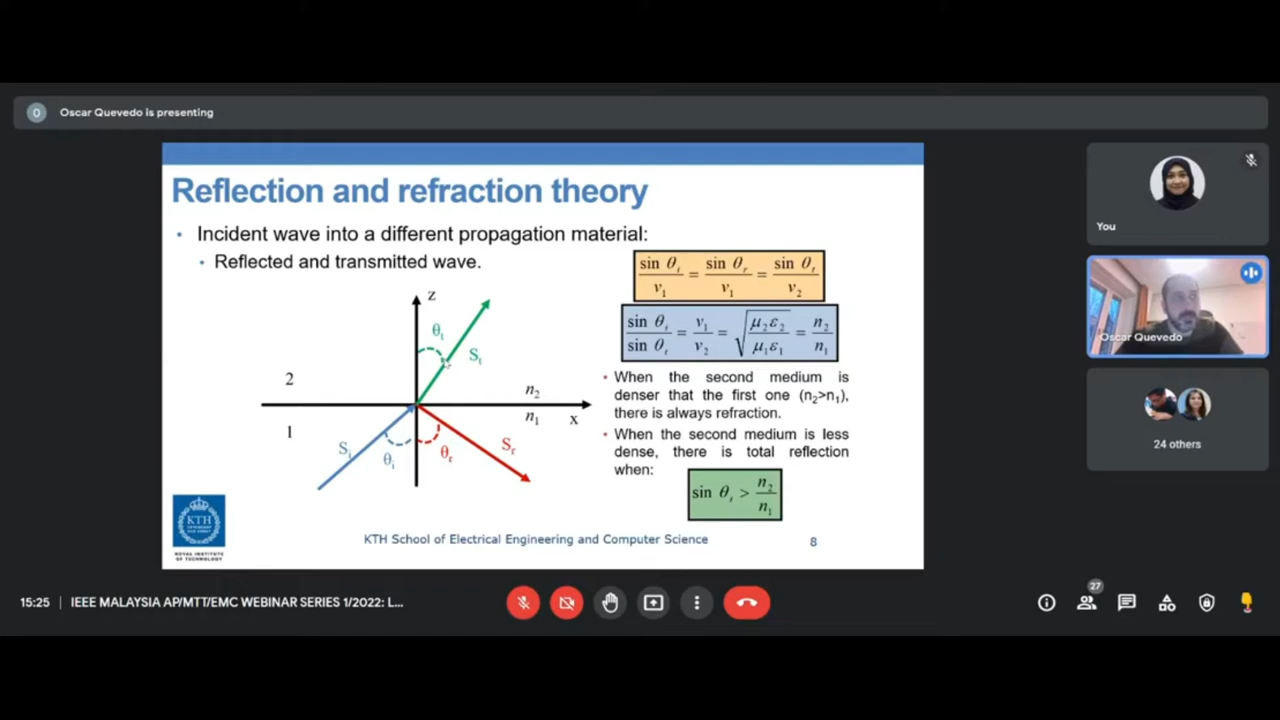 O Oscar Quevedo is presenting
Reflection and refraction theory
• Incident wave into a different propagation material:
• Reflected and transmitted wave.
sin θi / v1 = sin θr / v1 = sin θt / v2
sin θi / sin θt = v1 / v2 = √(μ2 ε2 / μ1 ε1) = n2 / n1
z
θt
St
2
n2
1
n1
x
Si
θi
θr
Sr
• When the second medium is
denser that the first one (n2>n1),
there is always refraction.
• When the second medium is less
dense, there is total reflection
when:
sin θi > n2 / n1
KTH
ROYAL INSTITUTE
OF TECHNOLOGY
KTH School of Electrical Engineering and Computer Science
8
You
Oscar Quevedo
24 others
15:25 | IEEE MALAYSIA AP/MTT/EMC WEBINAR SERIES 1/2022: L...
27